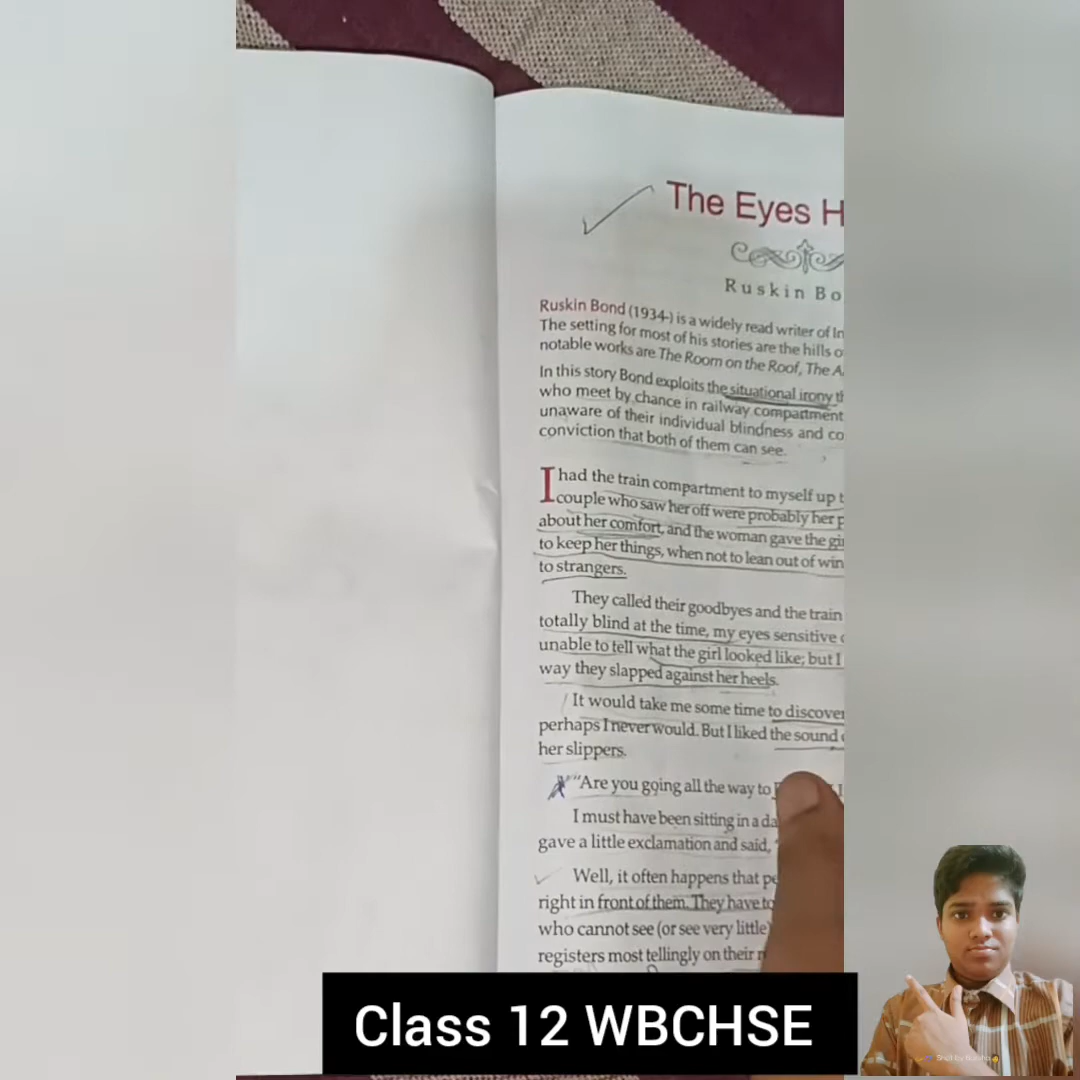 The Eyes H
Ruskin Bo
Ruskin Bond (1934-) is a widely read writer of In
The setting for most of his stories are the hills o
notable works are The Room on the Roof, The A
In this story Bond exploits the situational irony th
who meet by chance in railway compartment
unaware of their individual blindness and co
conviction that both of them can see.
I had the train compartment to myself up t
couple who saw her off were probably her p
about her comfort, and the woman gave the gi
to keep her things, when not to lean out of win
to strangers.
They called their goodbyes and the train
totally blind at the time, my eyes sensitive o
unable to tell what the girl looked like; but I
way they slapped against her heels.
It would take me some time to discover
perhaps I never would. But I liked the sound o
her slippers.
"Are you going all the way to
I must have been sitting in a da
gave a little exclamation and said,
Well, it often happens that pe
right in front of them. They have to
who cannot see (or see very little)
registers most tellingly on their r
Class 12 WBCHSE